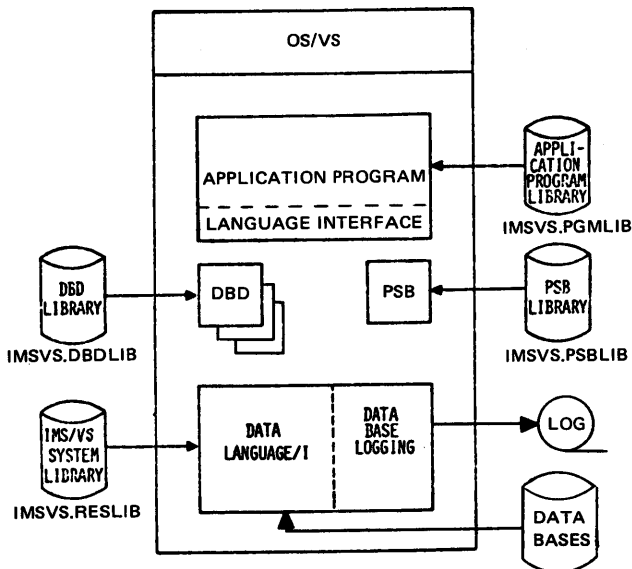 OS/VS
APPLICATION PROGRAM
LANGUAGE INTERFACE
APPLI-
CATION
PROGRAM
LIBRARY
IMSVS.PGMLIB
DBD
LIBRARY
IMSVS.DBDLIB
DBD
PSB
PSB
LIBRARY
IMSVS.PSBLIB
IMS/VS
SYSTEM
LIBRARY
IMSVS.RESLIB
DATA
LANGUAGE/I
DATA
BASE
LOGGING
LOG
DATA
BASES